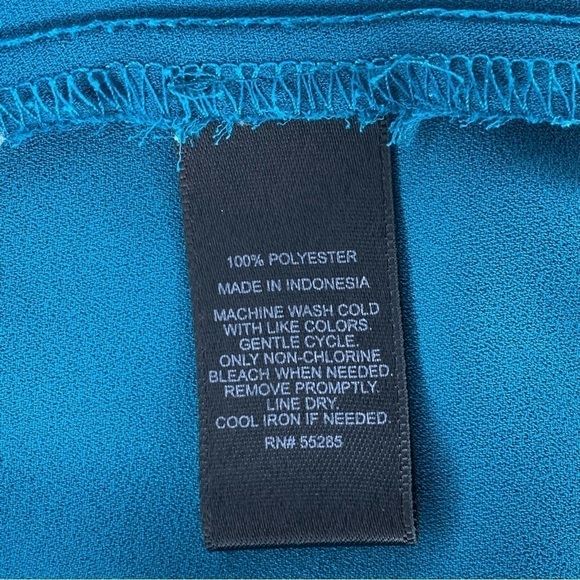 100% POLYESTER
MADE IN INDONESIA
MACHINE WASH COLD
WITH LIKE COLORS.
GENTLE CYCLE.
ONLY NON-CHLORINE
BLEACH WHEN NEEDED.
REMOVE PROMPTLY.
LINE DRY.
COOL IRON IF NEEDED.
RN# 55285